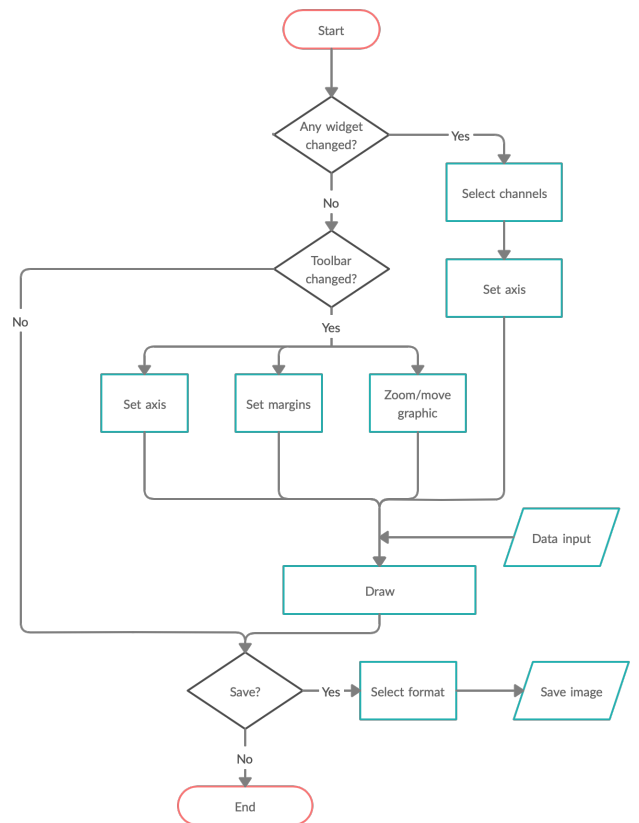 Start
Any widget
changed?
Yes
Select channels
No
Toolbar
changed?
Set axis
No
Yes
Set axis
Set margins
Zoom/move
graphic
Data input
Draw
Save?
Yes
Select format
Save image
No
End